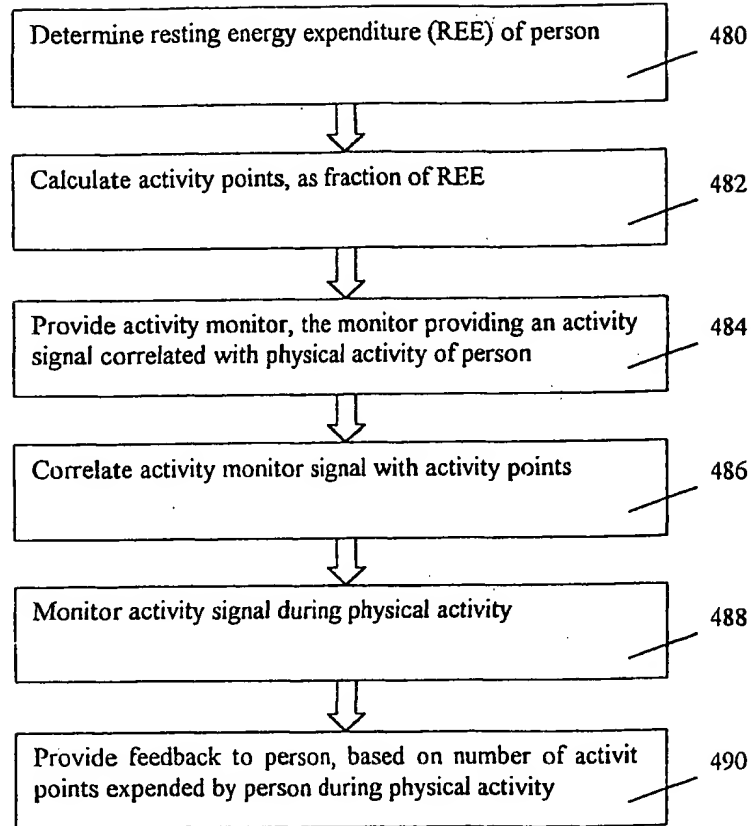 Determine resting energy expenditure (REE) of person
480
Calculate activity points, as fraction of REE
482
Provide activity monitor, the monitor providing an activity
signal correlated with physical activity of person
484
Correlate activity monitor signal with activity points
486
Monitor activity signal during physical activity
488
Provide feedback to person, based on number of activit
points expended by person during physical activity
490